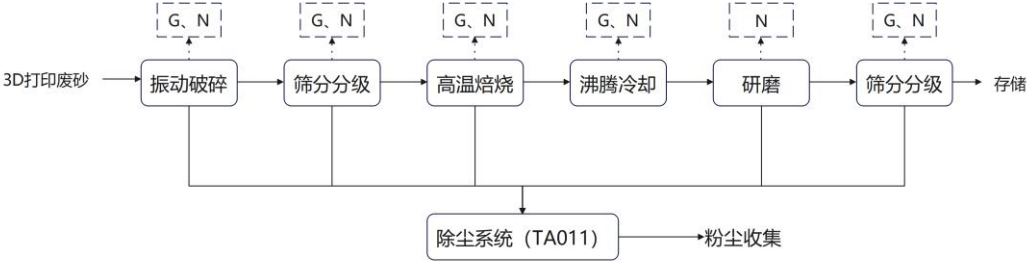 G、N G、N G、N G、N N G、N
3D打印废砂 振动破碎 筛分分级 高温焙烧 沸腾冷却 研磨 筛分分级 存储
除尘系统（TA011） 粉尘收集